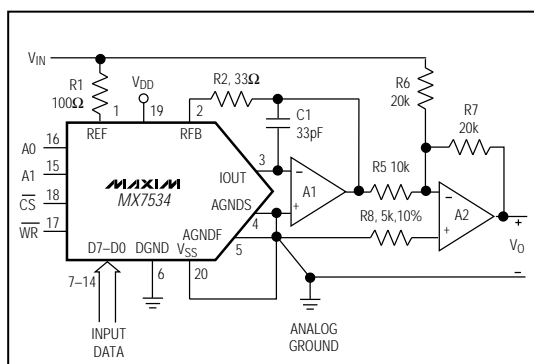 VIN
R1
100Ω
VDD
R2, 33Ω
R6
20k
R7
20k
1
19
2
C1
33pF
REF
RFB
16
A0
15
A1
18
CS
17
WR
MAXIM
MX7534
IOUT
3
AGNDS
4
AGNDF
5
−
+
A1
R5 10k
R8, 5k,10%
−
+
A2
+
VO
−
D7–D0
DGND
VSS
7–14
6
20
INPUT
DATA
ANALOG
GROUND